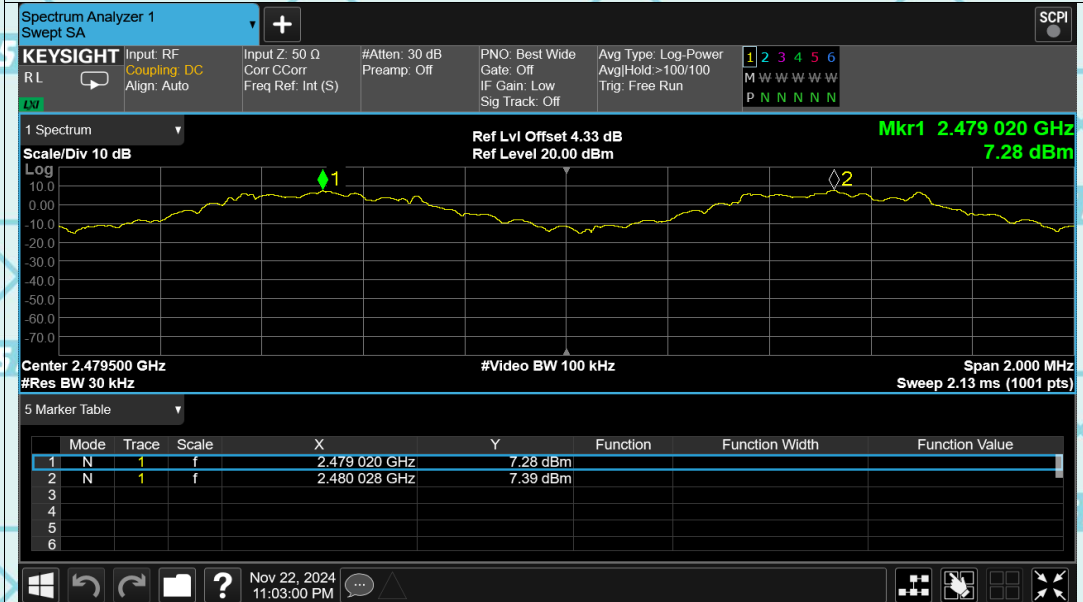 Spectrum Analyzer 1
Swept SA
+
SCPI
KEYSIGHT
R L
LXI
Input: RF
Coupling: DC
Align: Auto
Input Z: 50 Ω
Corr CCorr
Freq Ref: Int (S)
#Atten: 30 dB
Preamp: Off
PNO: Best Wide
Gate: Off
IF Gain: Low
Sig Track: Off
Avg Type: Log-Power
Avg|Hold:>100/100
Trig: Free Run
1 2 3 4 5 6
M W W W W W
P N N N N N
1 Spectrum
Scale/Div 10 dB
Ref Lvl Offset 4.33 dB
Ref Level 20.00 dBm
Mkr1 2.479 020 GHz
7.28 dBm
Log
10.0
0.00
-10.0
-20.0
-30.0
-40.0
-50.0
-60.0
-70.0
1
2
Center 2.479500 GHz
#Video BW 100 kHz
Span 2.000 MHz
#Res BW 30 kHz
Sweep 2.13 ms (1001 pts)
5 Marker Table
Mode Trace Scale X Y Function Function Width Function Value
1 N 1 f 2.479 020 GHz 7.28 dBm
2 N 1 f 2.480 028 GHz 7.39 dBm
3
4
5
6
?
Nov 22, 2024
11:03:00 PM